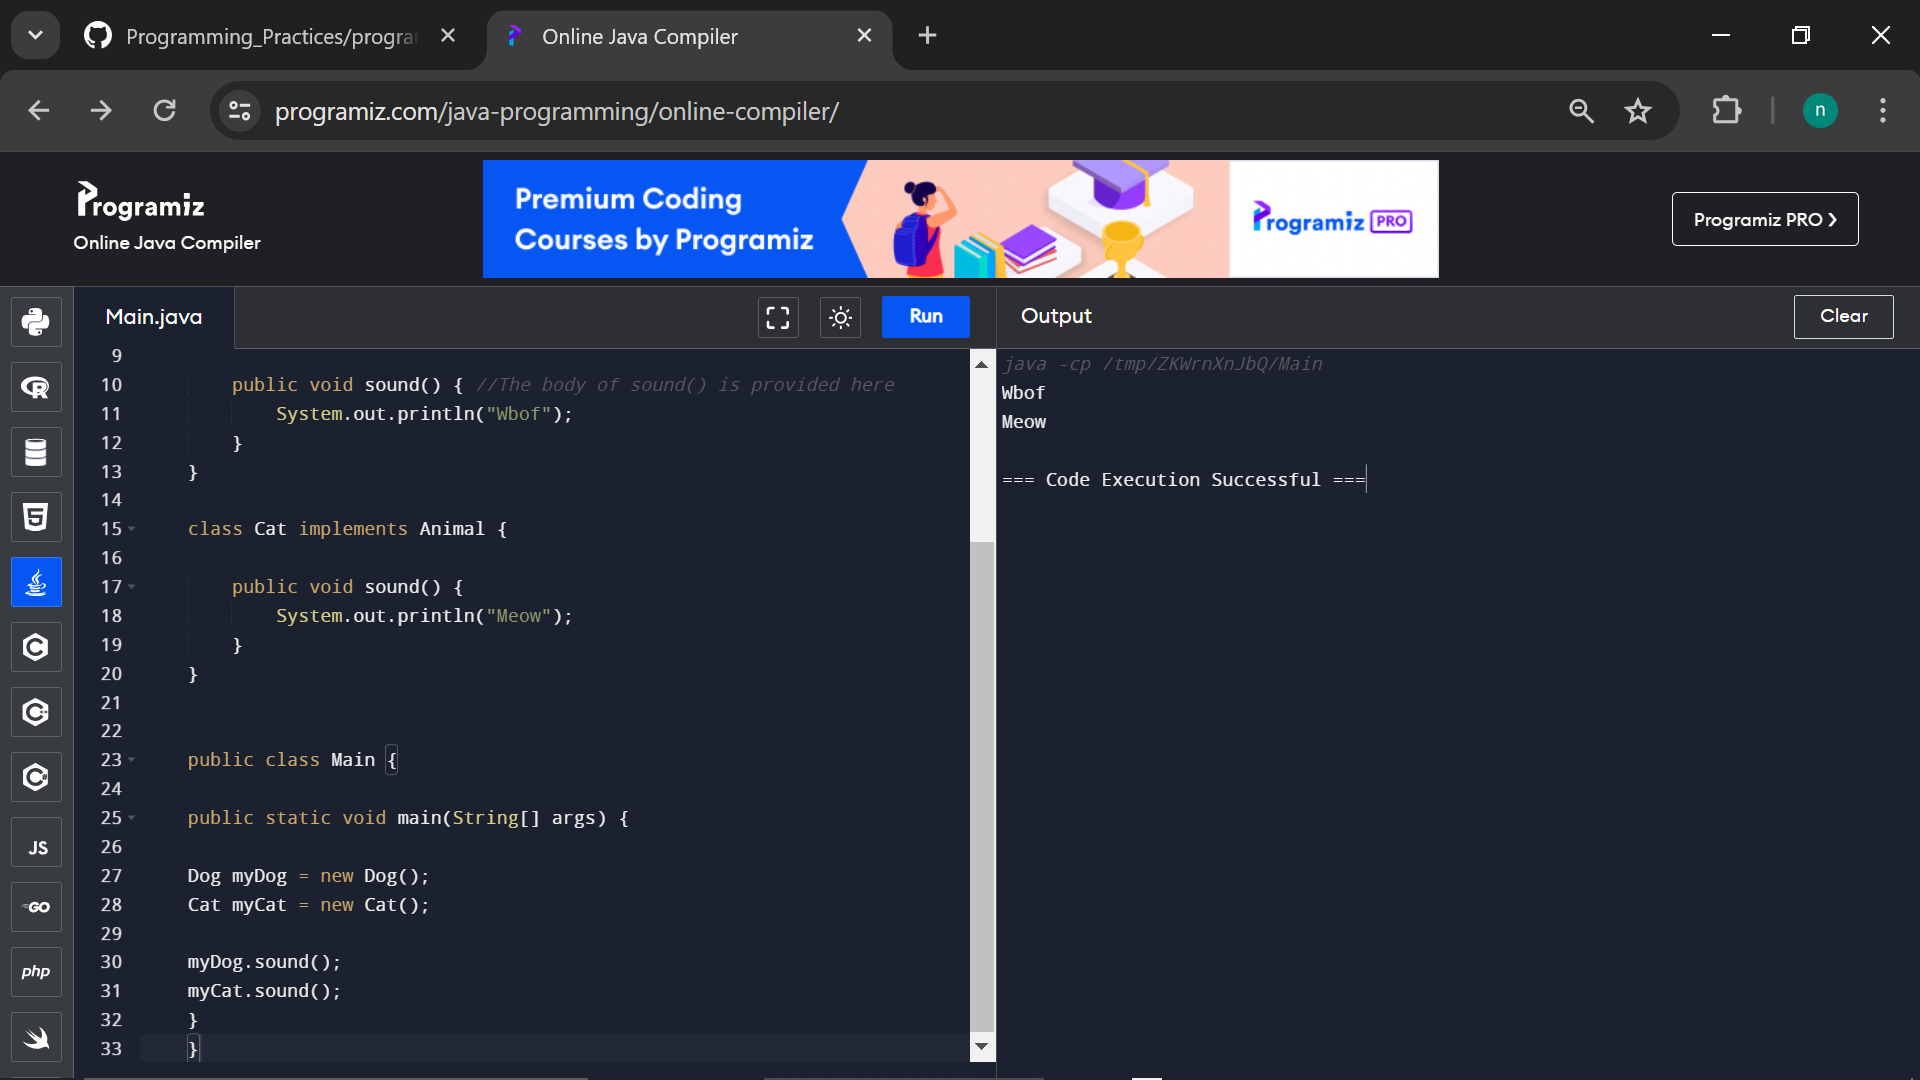 Programming_Practices/progra
Online Java Compiler
programiz.com/java-programming/online-compiler/
n
Programiz
Online Java Compiler
Premium Coding
Courses by Programiz
Programiz PRO
Programiz PRO ❯
Main.java
Run
Output
Clear
9
10 public void sound() { //The body of sound() is provided here
11 System.out.println("Wbof");
12 }
13 }
14
15 class Cat implements Animal {
16
17 public void sound() {
18 System.out.println("Meow");
19 }
20 }
21
22
23 public class Main {
24
25 public static void main(String[] args) {
26
27 Dog myDog = new Dog();
28 Cat myCat = new Cat();
29
30 myDog.sound();
31 myCat.sound();
32 }
33 }
java -cp /tmp/ZKWrnXnJbQ/Main
Wbof
Meow
=== Code Execution Successful ===
R
5
C
C++
C#
JS
GO
php